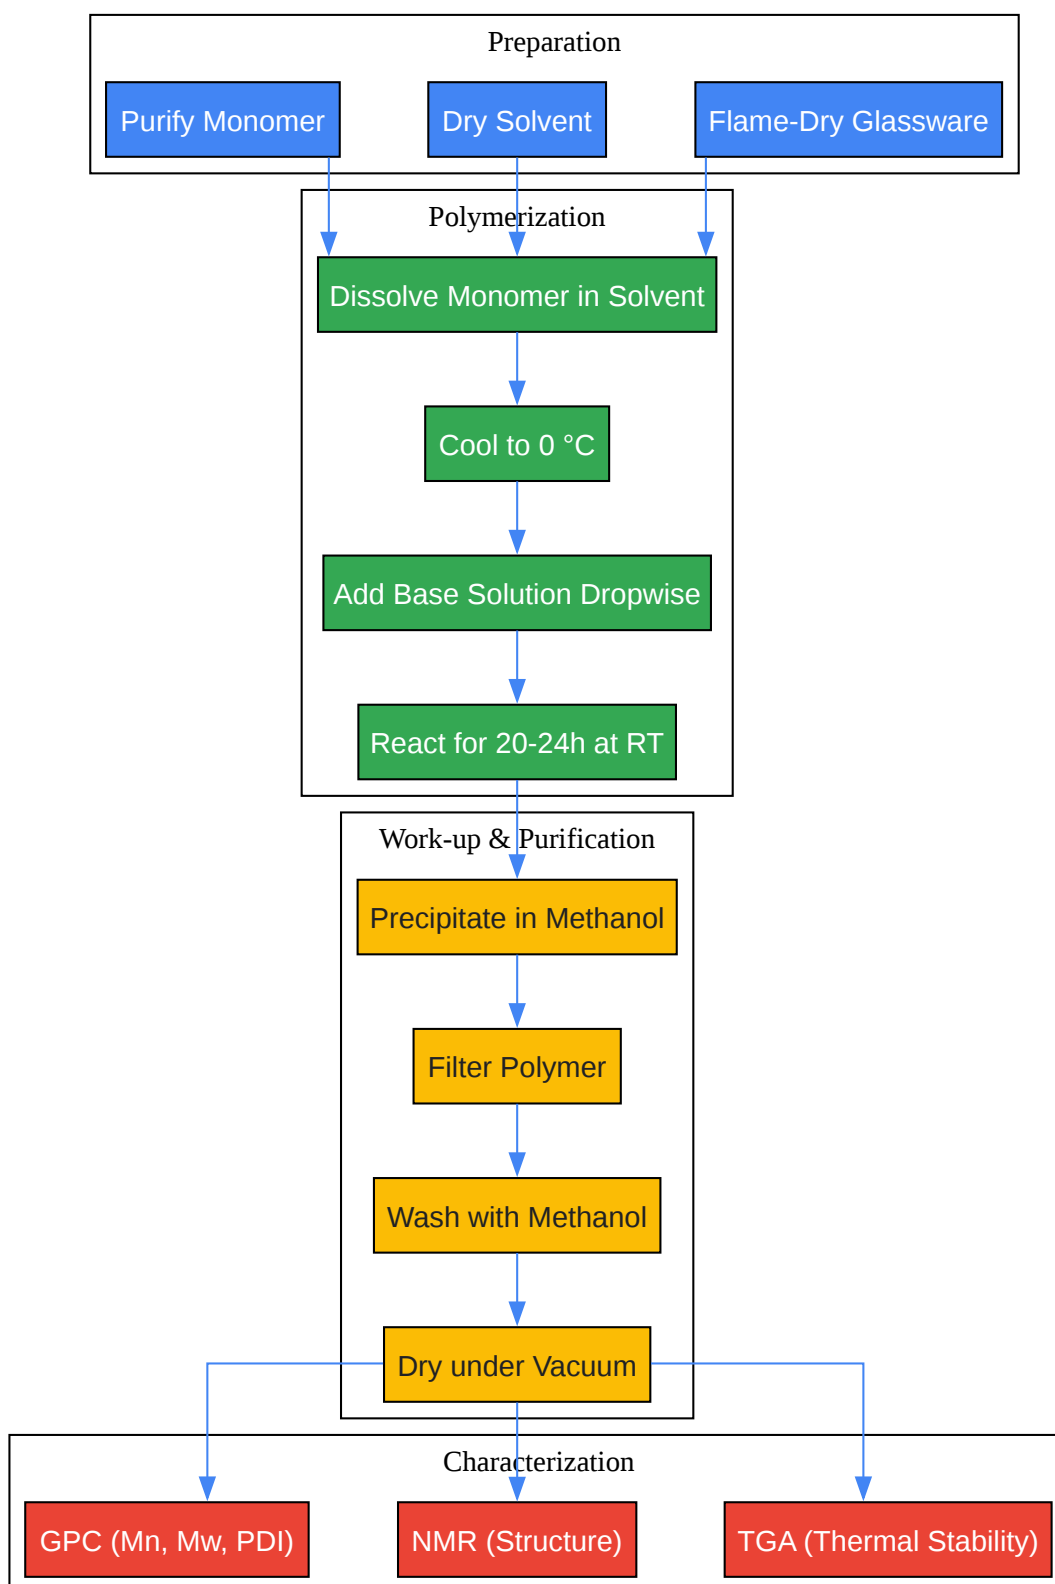 Preparation
Purify Monomer
Dry Solvent
Flame-Dry Glassware
Polymerization
Dissolve Monomer in Solvent
Cool to 0 °C
Add Base Solution Dropwise
React for 20-24h at RT
Work-up & Purification
Precipitate in Methanol
Filter Polymer
Wash with Methanol
Dry under Vacuum
Characterization
GPC (Mn, Mw, PDI)
NMR (Structure)
TGA (Thermal Stability)